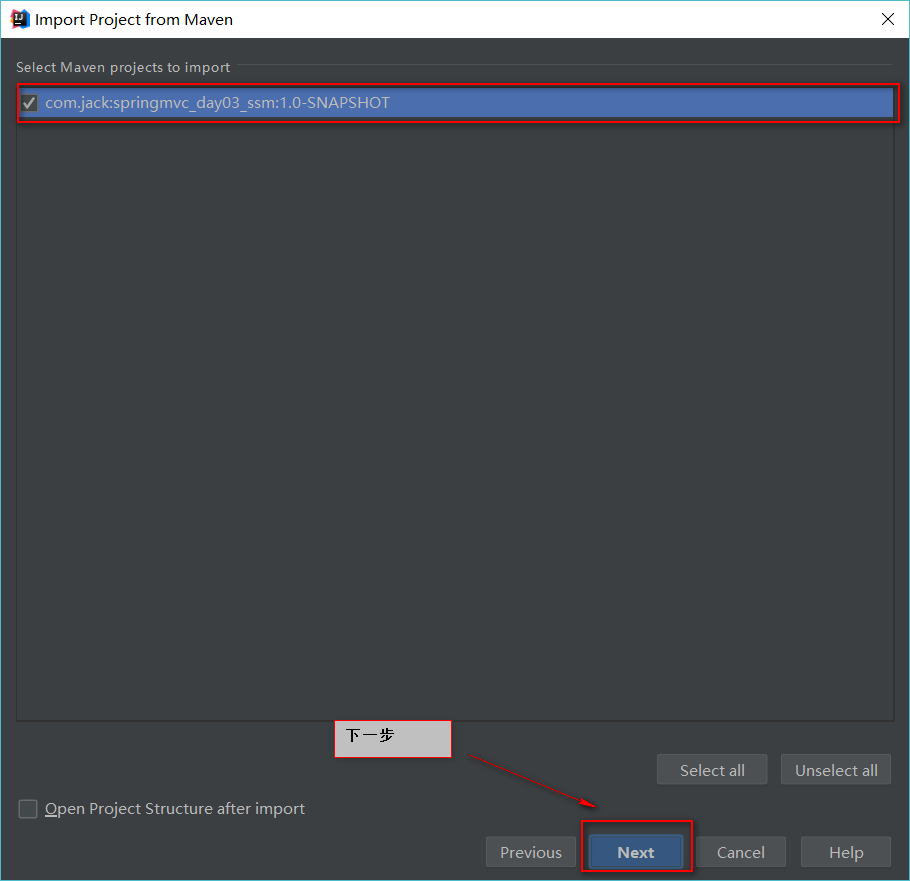 Import Project from Maven
Select Maven projects to import
com.jack:springmvc_day03_ssm:1.0-SNAPSHOT
下一步
Select all
Unselect all
Open Project Structure after import
Previous
Next
Cancel
Help